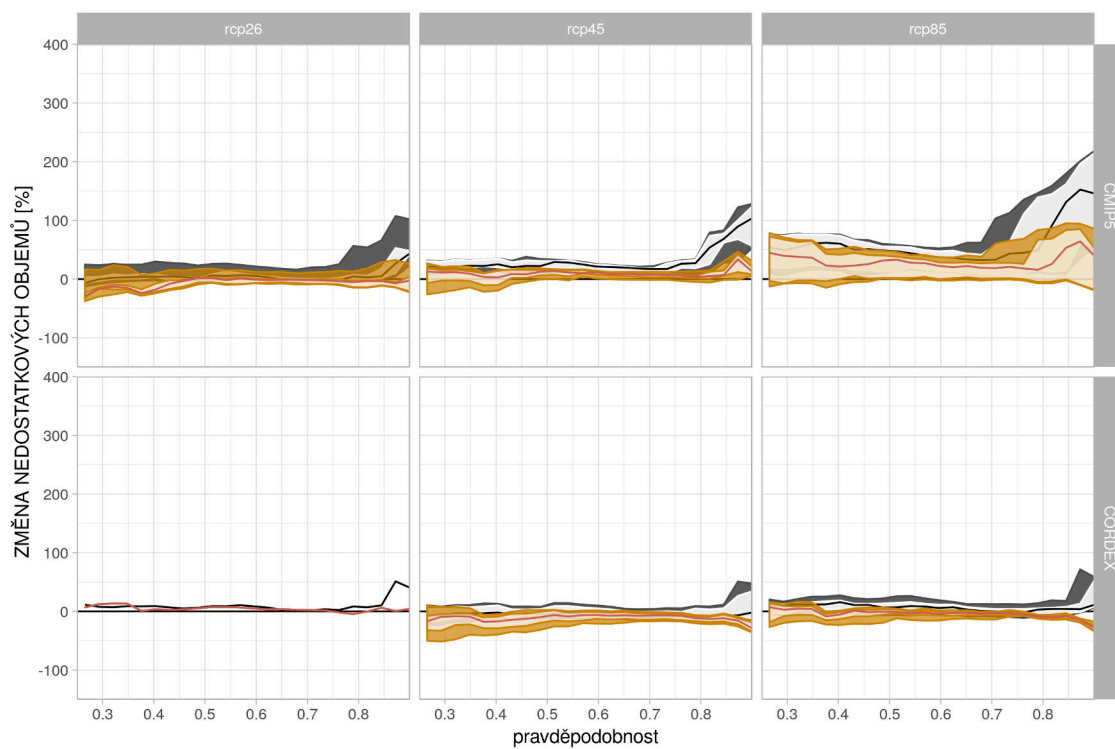 rcp26
rcp45
rcp85
400
300
200
100
0
-100
CMIP5
400
300
200
100
0
-100
CORDEX
ZMĚNA NEDOSTATKOVÝCH OBJEMŮ [%]
0.3 0.4 0.5 0.6 0.7 0.8
0.3 0.4 0.5 0.6 0.7 0.8
0.3 0.4 0.5 0.6 0.7 0.8
pravděpodobnost